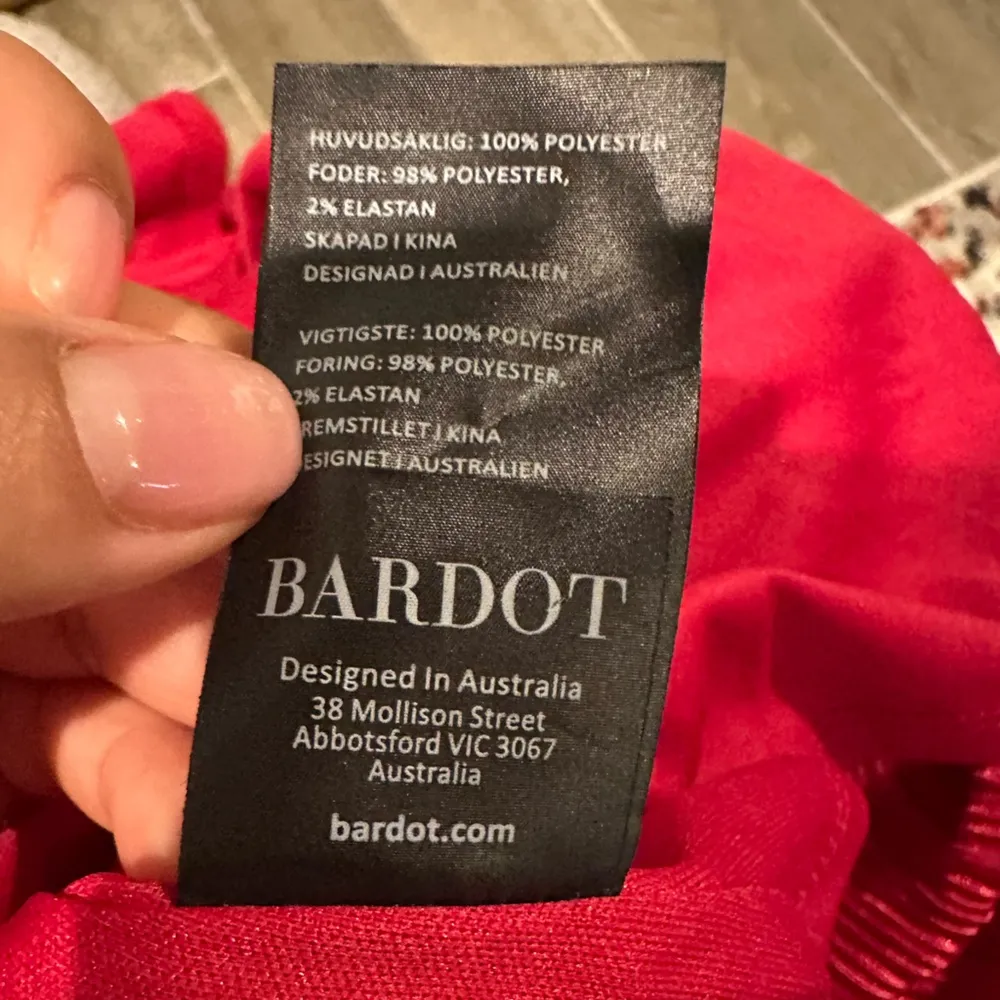 HUVUDSAKLIG: 100% POLYESTER
FODER: 98% POLYESTER,
2% ELASTAN
SKAPAD I KINA
DESIGNAD I AUSTRALIEN
VIGTIGSTE: 100% POLYESTER
FORING: 98% POLYESTER,
2% ELASTAN
REMSTILLET I KINA
ESIGNET I AUSTRALIEN
BARDOT
Designed In Australia
38 Mollison Street
Abbotsford VIC 3067
Australia
bardot.com